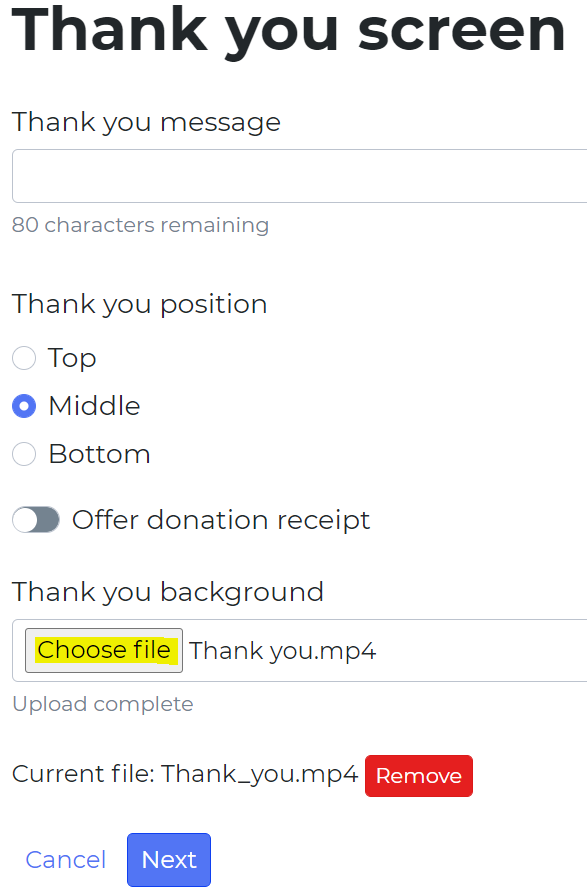 Thank you screen
Thank you message
80 characters remaining
Thank you position
Top
Middle
Bottom
Offer donation receipt
Thank you background
Choose file Thank you.mp4
Upload complete
Current file: Thank_you.mp4 Remove
Cancel Next